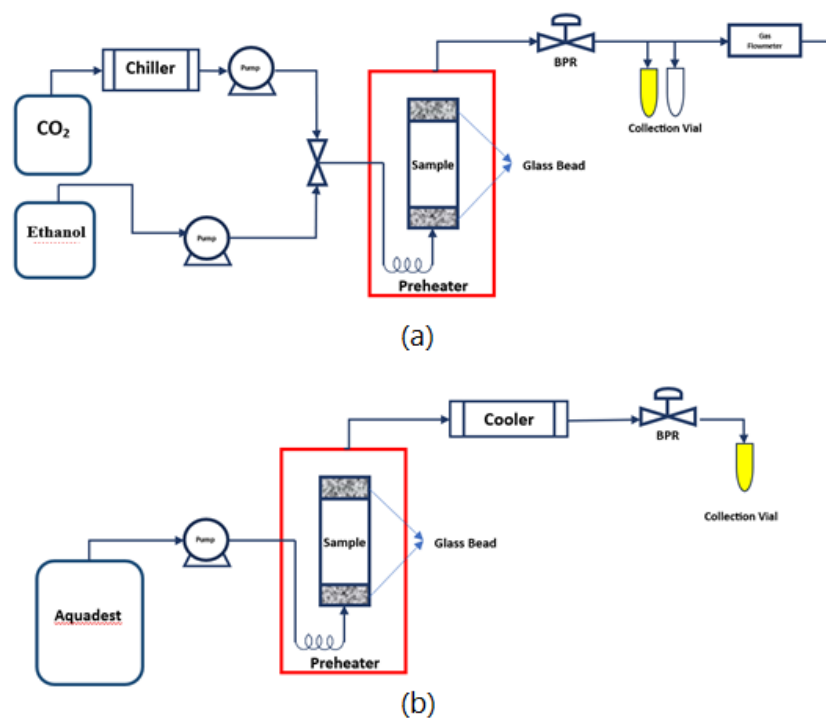 Chiller
Pump
BPR
Gas
Flowmeter
CO₂
Sample
Collection Vial
Glass Bead
Ethanol
Pump
Preheater
(a)
Cooler
BPR
Collection Vial
Pump
Sample
Glass Bead
Aquadest
Preheater
(b)